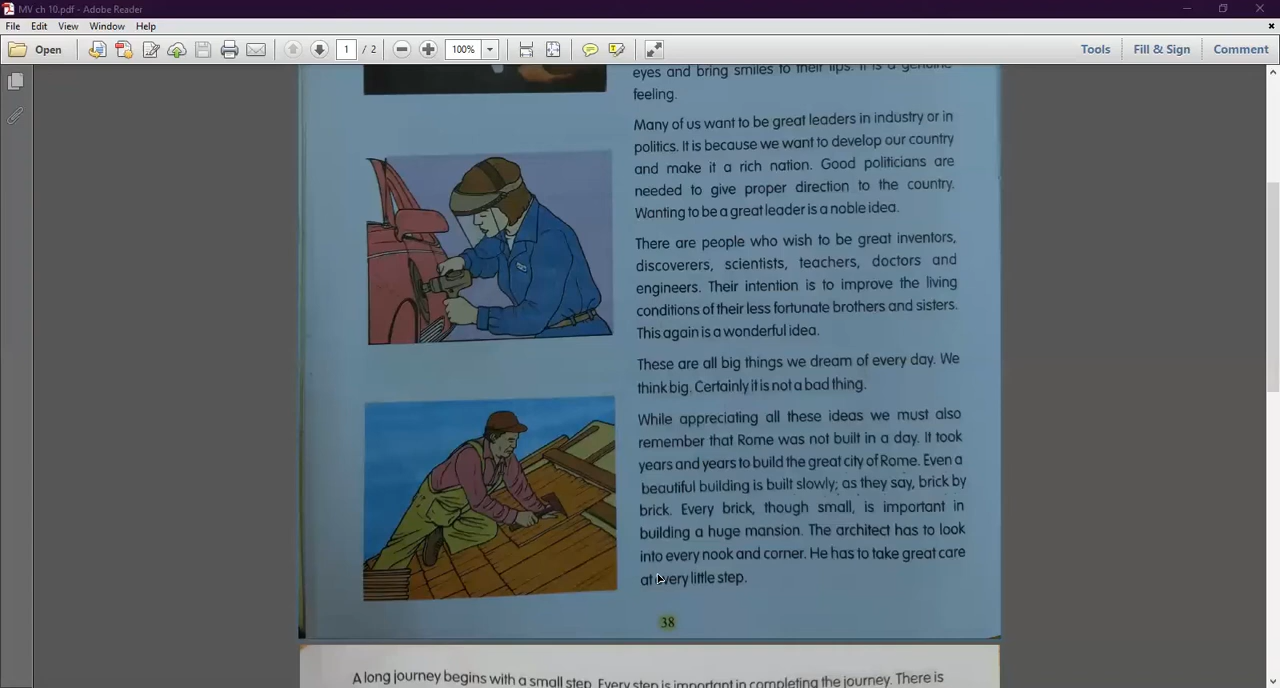 MV ch 10.pdf - Adobe Reader
File Edit View Window Help
Open 1 / 2 100% Tools Fill & Sign Comment
eyes and bring smiles to their lips. It is a genuine
feeling.
Many of us want to be great leaders in industry or in
politics. It is because we want to develop our country
and make it a rich nation. Good politicians are
needed to give proper direction to the country.
Wanting to be a great leader is a noble idea.
There are people who wish to be great inventors,
discoverers, scientists, teachers, doctors and
engineers. Their intention is to improve the living
conditions of their less fortunate brothers and sisters.
This again is a wonderful idea.
These are all big things we dream of every day. We
think big. Certainly it is not a bad thing.
While appreciating all these ideas we must also
remember that Rome was not built in a day. It took
years and years to build the great city of Rome. Even a
beautiful building is built slowly; as they say, brick by
brick. Every brick, though small, is important in
building a huge mansion. The architect has to look
into every nook and corner. He has to take great care
at every little step.
38
A long journey begins with a small step. Every step is important in completing the journey. There is